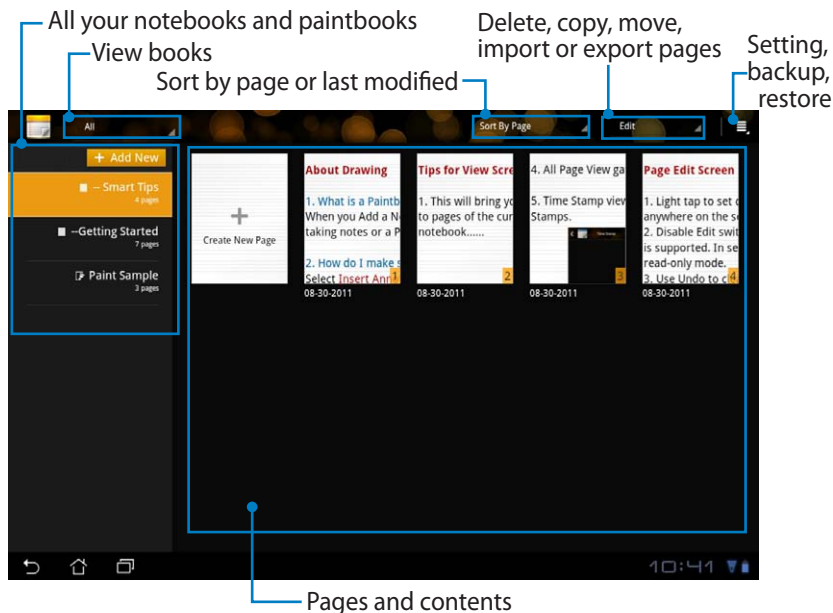 All your notebooks and paintbooks
View books
Sort by page or last modified
Delete, copy, move,
import or export pages
Setting,
backup,
restore
All
Sort By Page
Edit
+ Add New
-- Smart Tips
4 pages
--Getting Started
7 pages
Paint Sample
3 pages
+
Create New Page
About Drawing
1. What is a Paintb
When you Add a N
taking notes or a P
2. How do I make s
Select Insert Ann
1
08-30-2011
Tips for View Scre
1. This will bring yo
to pages of the cur
notebook......
2
08-30-2011
4. All Page View ga
5. Time Stamp view
Stamps.
3
08-30-2011
Page Edit Screen
1. Light tap to set c
anywhere on the s
2. Disable Edit swit
is supported. In se
read-only mode.
3. Use Undo to c
4
08-30-2011
10:41
Pages and contents